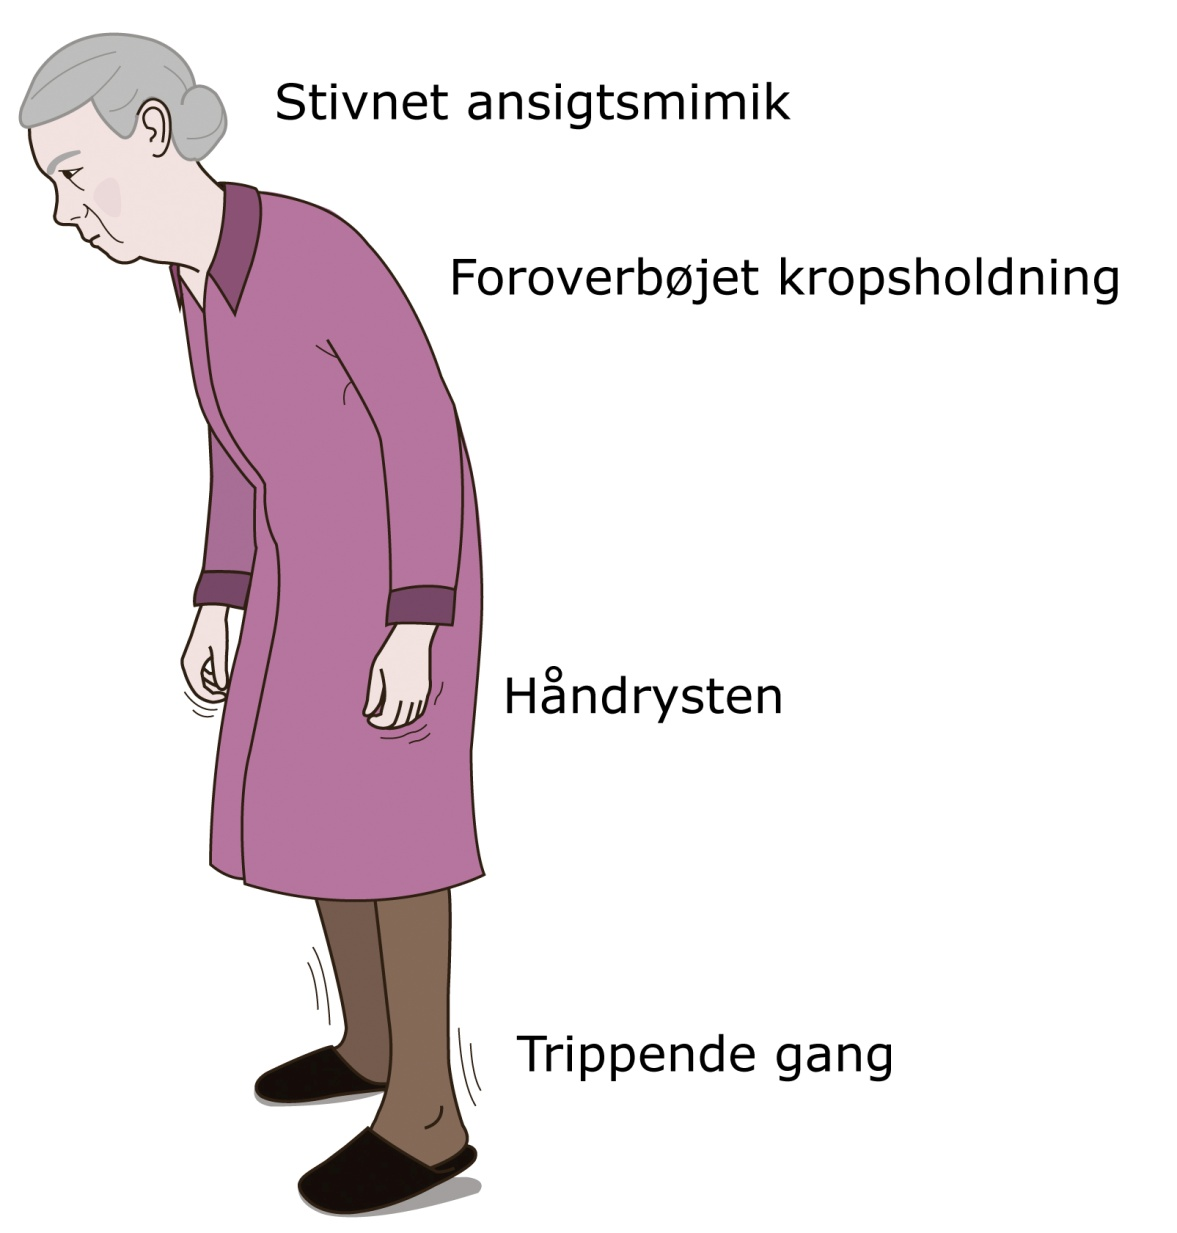 Stivnet ansigtsmimik
Foroverbøjet kropsholdning
Håndrysten
Trippende gang